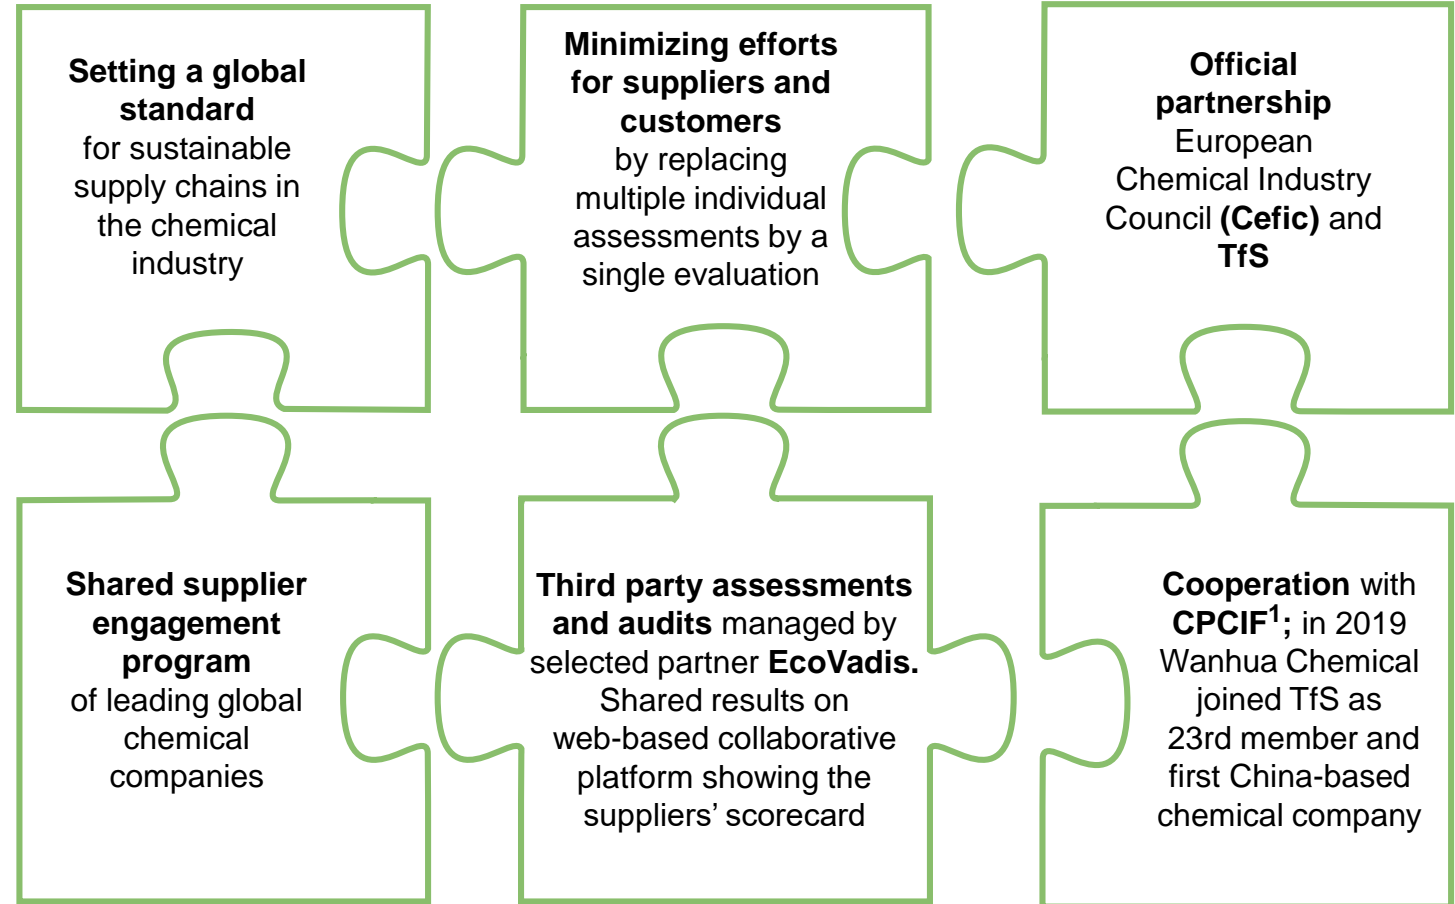 Setting a global
standard
for sustainable
supply chains in
the chemical
industry
Minimizing efforts
for suppliers and
customers
by replacing
multiple individual
assessments by a
single evaluation
Official
partnership
European
Chemical Industry
Council (Cefic) and
TfS
Shared supplier
engagement
program
of leading global
chemical
companies
Third party assessments
and audits managed by
selected partner EcoVadis.
Shared results on
web-based collaborative
platform showing the
suppliers’ scorecard
Cooperation with
CPCIF¹; in 2019
Wanhua Chemical
joined TfS as
23rd member and
first China-based
chemical company